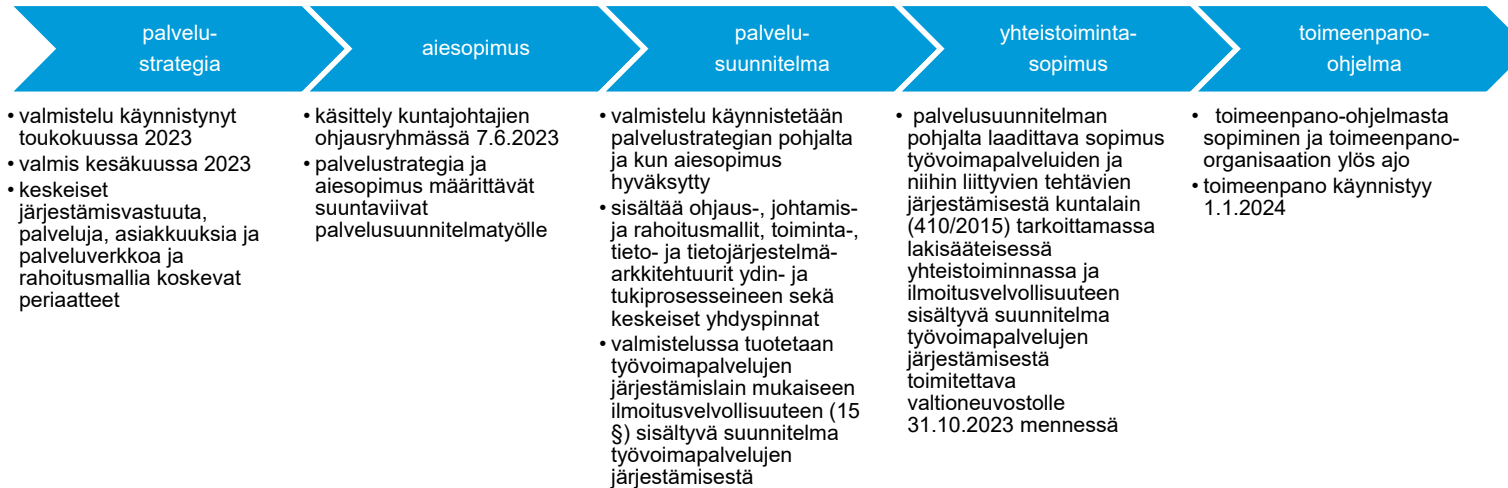 palvelu-
strategia
aiesopimus
palvelu-
suunnitelma
yhteistoiminta-
sopimus
toimeenpano-
ohjelma
• valmistelu käynnistynyt
toukokuussa 2023
• valmis kesäkuussa 2023
• keskeiset
järjestämisvastuuta,
palveluja, asiakkuuksia ja
palveluverkkoa ja
rahoitusmallia koskevat
periaatteet
• käsittely kuntajohtajien
ohjausryhmässä 7.6.2023
• palvelustrategia ja
aiesopimus määrittävät
suuntaviivat
palvelusuunnitelmatyölle
• valmistelu käynnistetään
palvelustrategian pohjalta
ja kun aiesopimus
hyväksytty
• sisältää ohjaus-, johtamis-
ja rahoitusmallit, toiminta-,
tieto- ja tietojärjestelmä-
arkkitehtuurit ydin- ja
tukiprosesseineen sekä
keskeiset yhdyspinnat
• valmistelussa tuotetaan
työvoimapalvelujen
järjestämislain mukaiseen
ilmoitusvelvollisuuteen (15
§) sisältyvä suunnitelma
työvoimapalvelujen
järjestämisestä
• palvelusuunnitelman
pohjalta laadittava sopimus
työvoimapalveluiden ja
niihin liittyvien tehtävien
järjestämisestä kuntalain
(410/2015) tarkoittamassa
lakisääteisessä
yhteistoiminnassa ja
ilmoitusvelvollisuuteen
sisältyvä suunnitelma
työvoimapalvelujen
järjestämisestä
toimitettava
valtioneuvostolle
31.10.2023 mennessä
• toimeenpano-ohjelmasta
sopiminen ja toimeenpano-
organisaation ylös ajo
• toimeenpano käynnistyy
1.1.2024